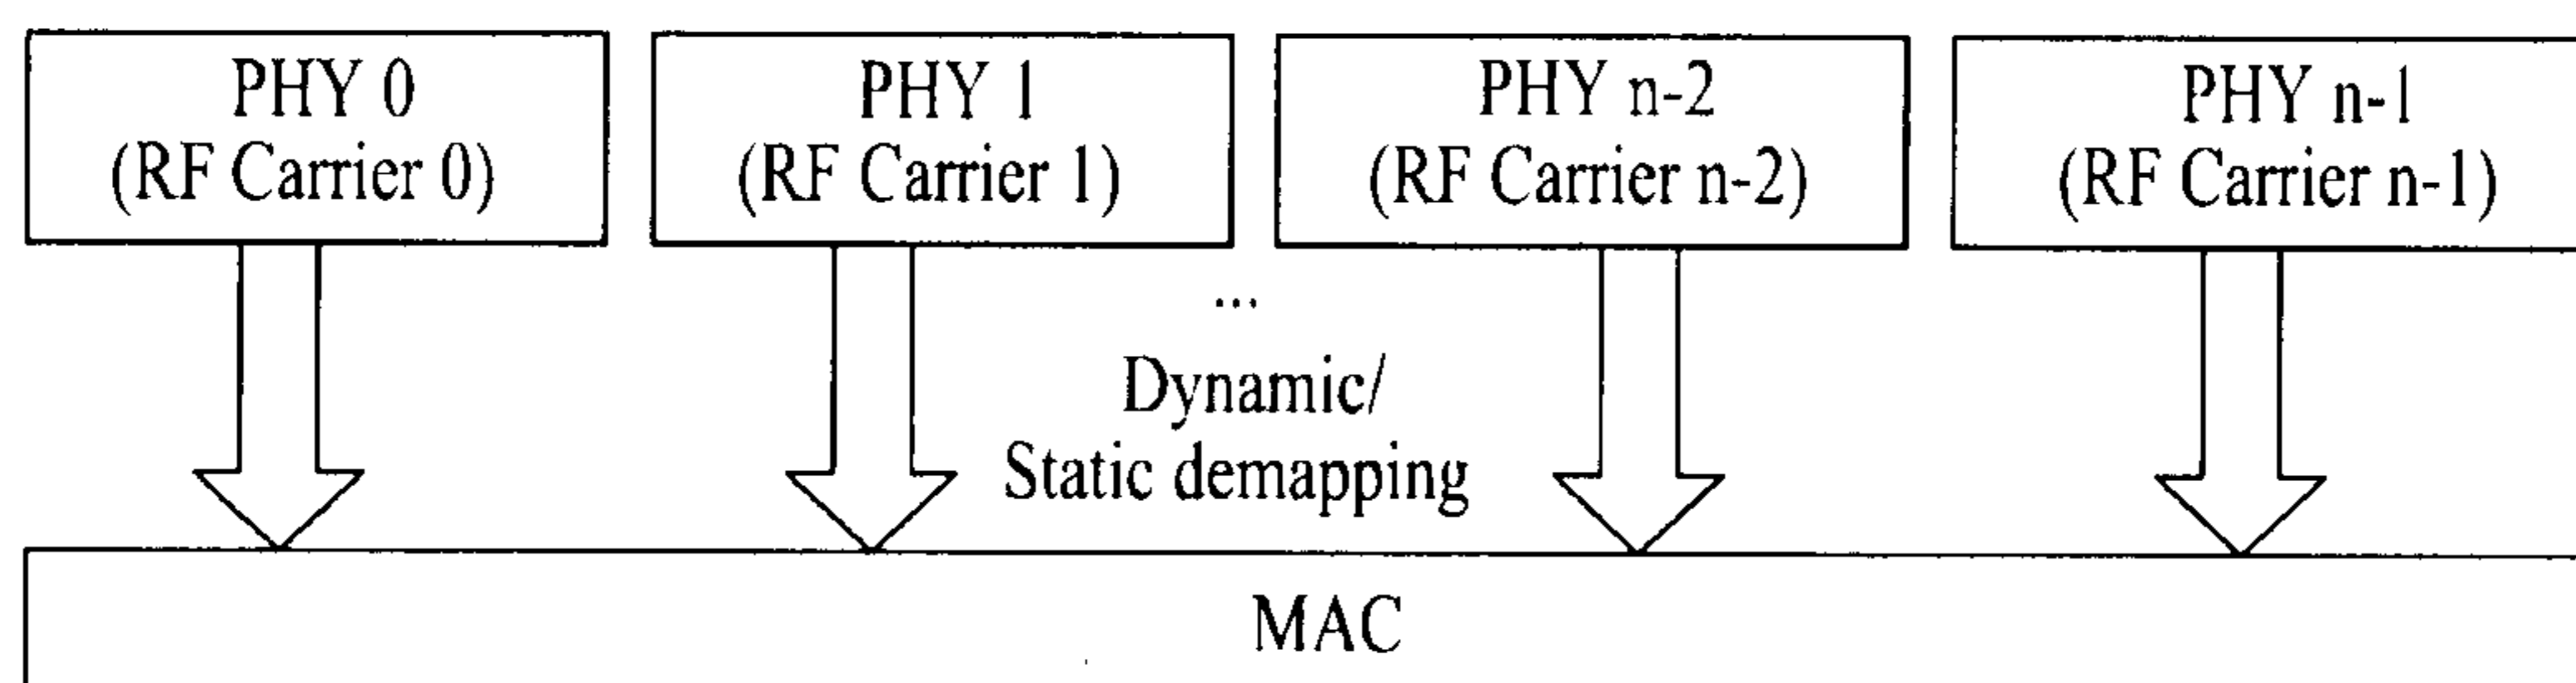 PHY 0
(RF Carrier 0)
PHY 1
(RF Carrier 1)
PHY n-2
(RF Carrier n-2)
PHY n-1
(RF Carrier n-1)
...
Dynamic/
Static demapping
MAC